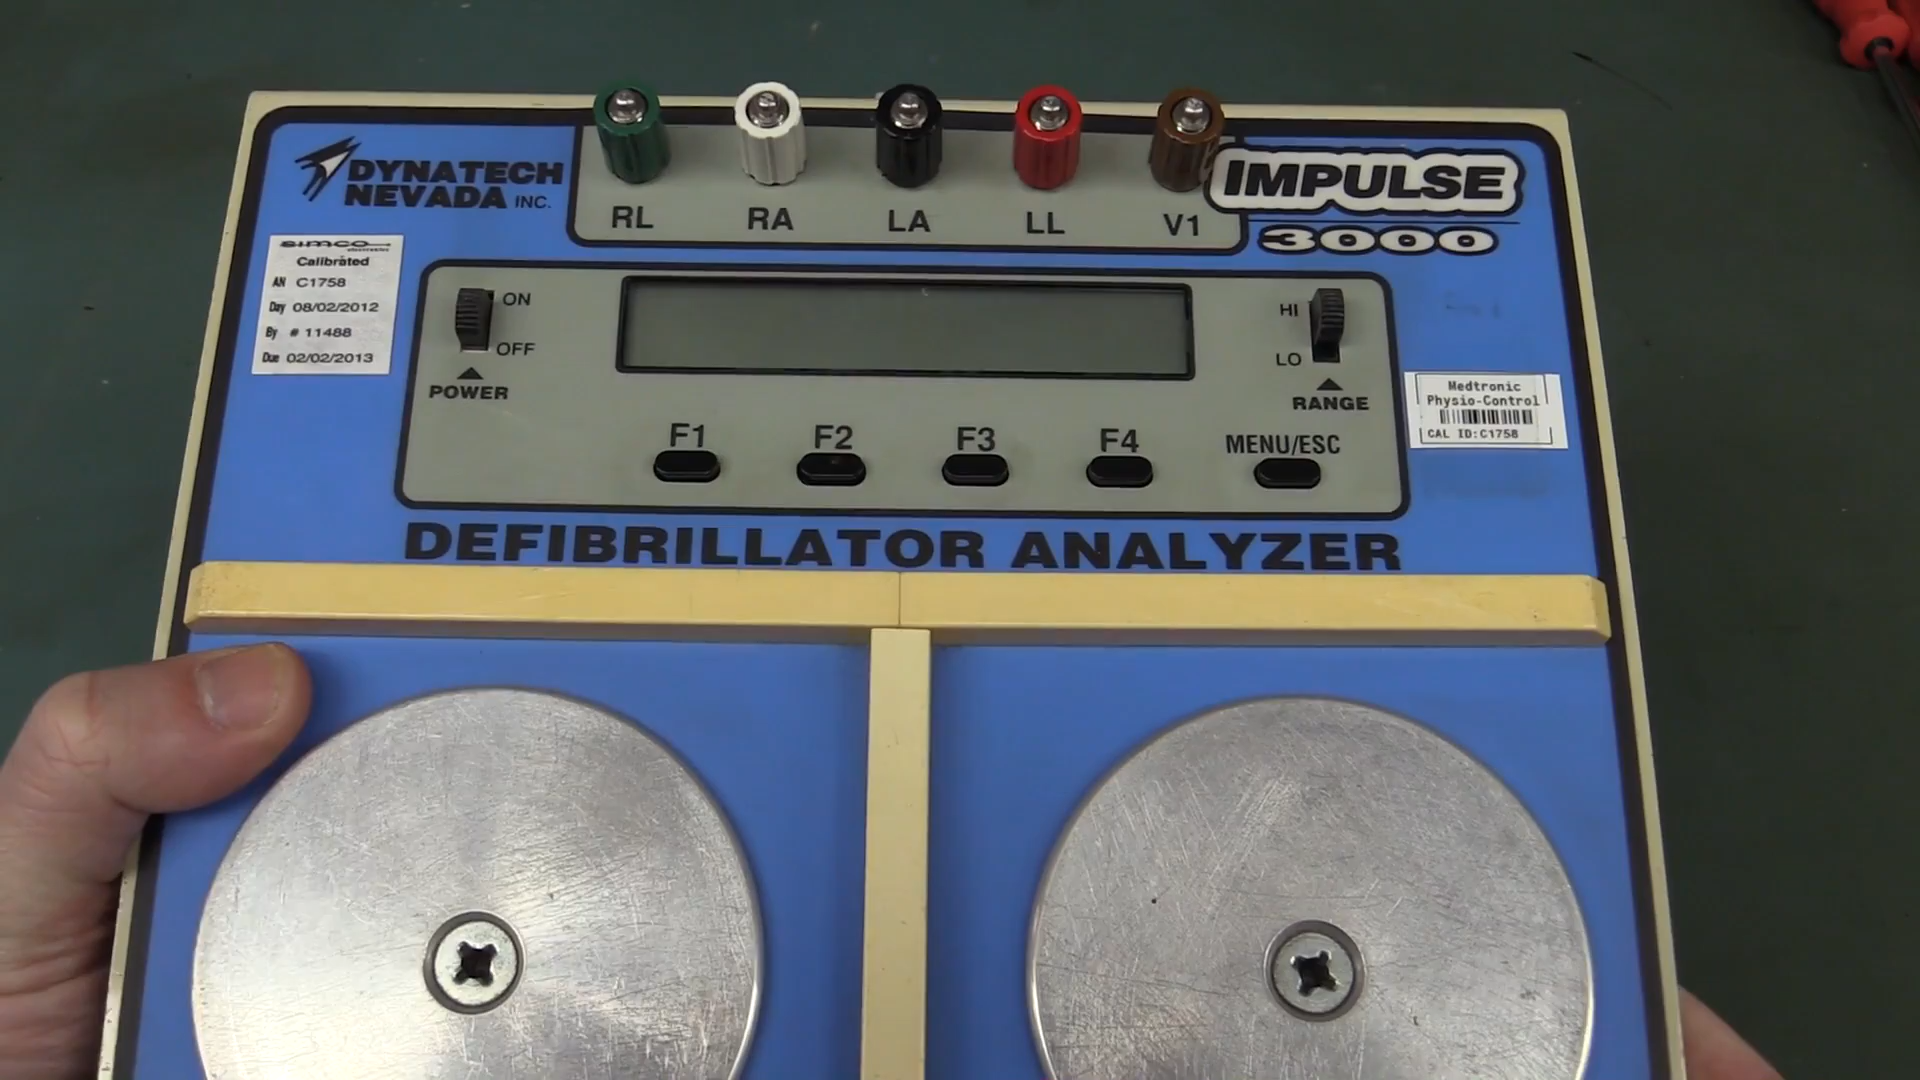 DYNATECH
NEVADA INC.
RL RA LA LL V1
IMPULSE
3000
SIMCO
electronics
Calibrated
AN C1758
Day 08/02/2012
By # 11488
Due 02/02/2013
ON
OFF
POWER
HI
LO
RANGE
F1 F2 F3 F4 MENU/ESC
Medtronic
Physio-Control
CAL ID:C1758
DEFIBRILLATOR ANALYZER